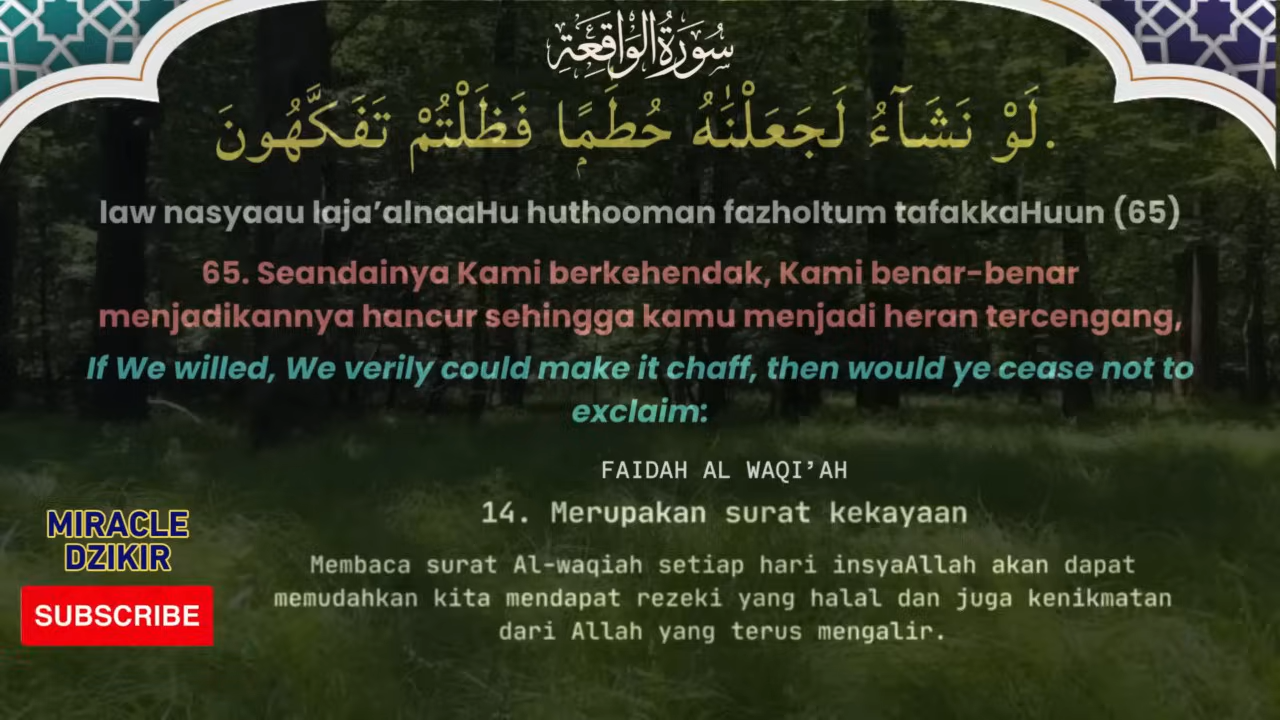 سُورَةُ الْوَاقِعَةِ
لَوْ نَشَآءُ لَجَعَلْنٰهُ حُطَامًا فَظَلْتُمْ تَفَكَّهُونَ.
law nasyaau laja’alnaaHu huthooman fazholtum tafakkaHuun (65)
65. Seandainya Kami berkehendak, Kami benar-benar
menjadikannya hancur sehingga kamu menjadi heran tercengang,
If We willed, We verily could make it chaff, then would ye cease not to
exclaim:
FAIDAH AL WAQI’AH
14. Merupakan surat kekayaan
Membaca surat Al-waqiah setiap hari insyaAllah akan dapat
memudahkan kita mendapat rezeki yang halal dan juga kenikmatan
dari Allah yang terus mengalir.
MIRACLE
DZIKIR
SUBSCRIBE